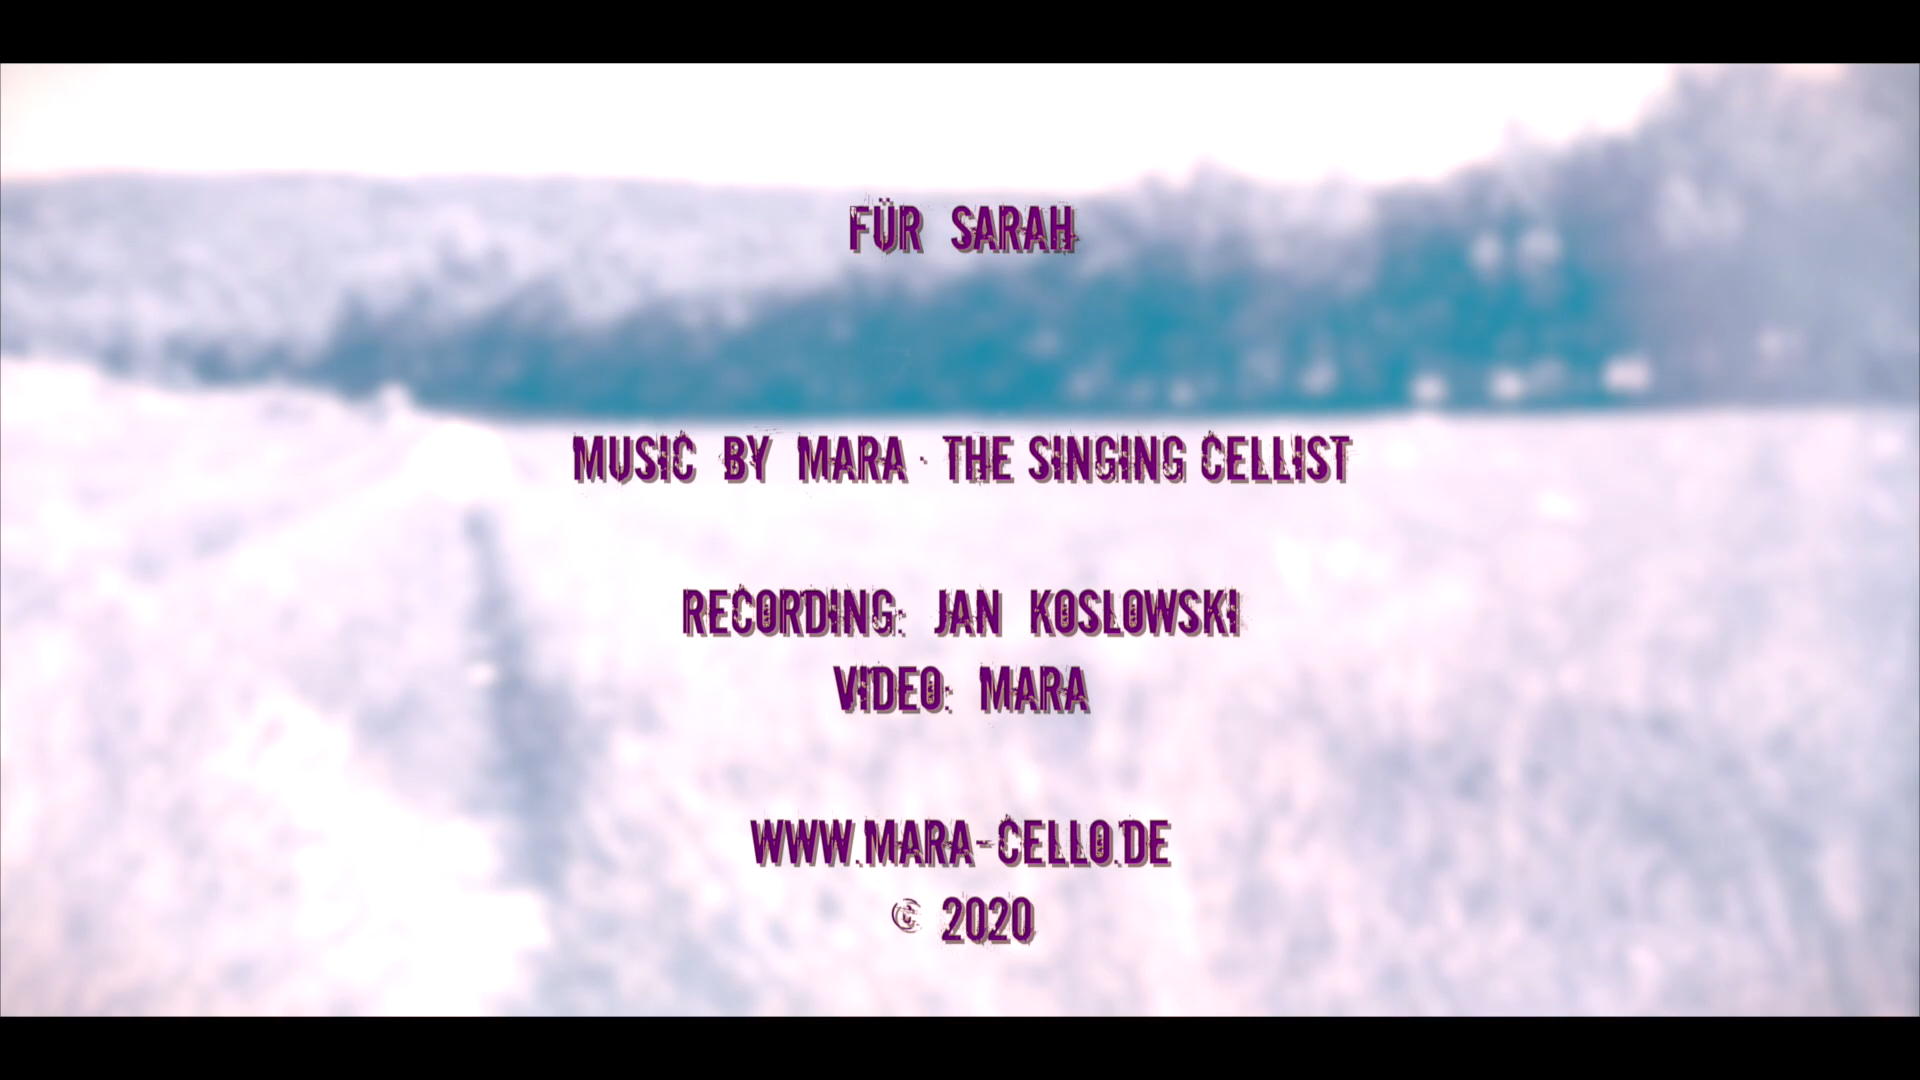 FÜR SARAH
MUSIC BY MARA · THE SINGING CELLIST
RECORDING: JAN KOSLOWSKI
VIDEO: MARA
WWW.MARA-CELLO.DE
© 2020